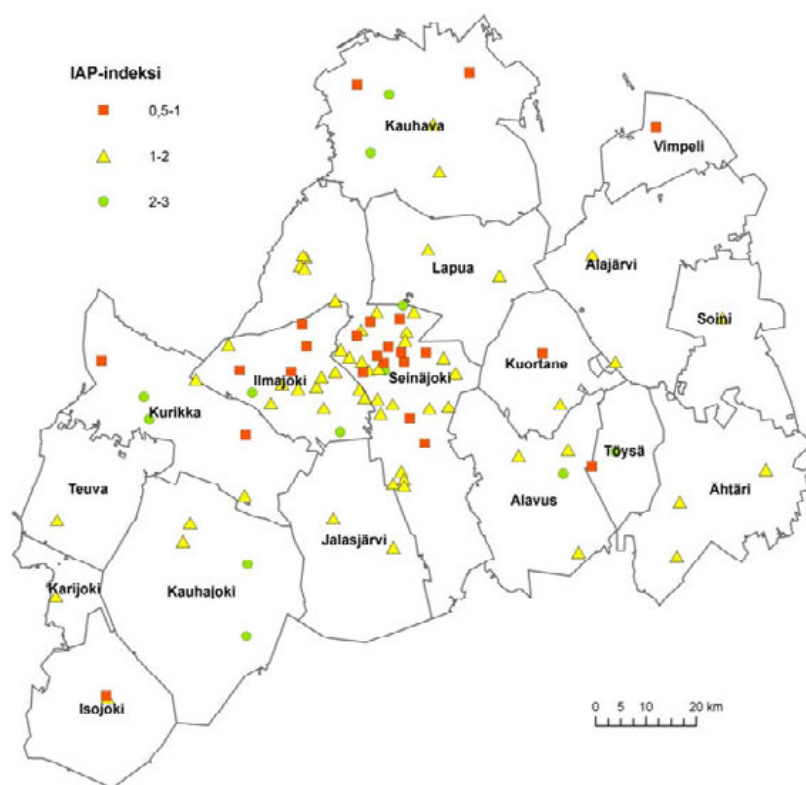 IAP-indeksi
0,5-1
1-2
2-3
Kauhava
Vimpeli
Lapua
Alajärvi
Soini
Kuortane
Ilmajoki
Seinäjoki
Kurikka
Töysä
Teuva
Alavus
Ähtäri
Jalasjärvi
Karijoki
Kauhajoki
Isojoki
0 5 10 20 km